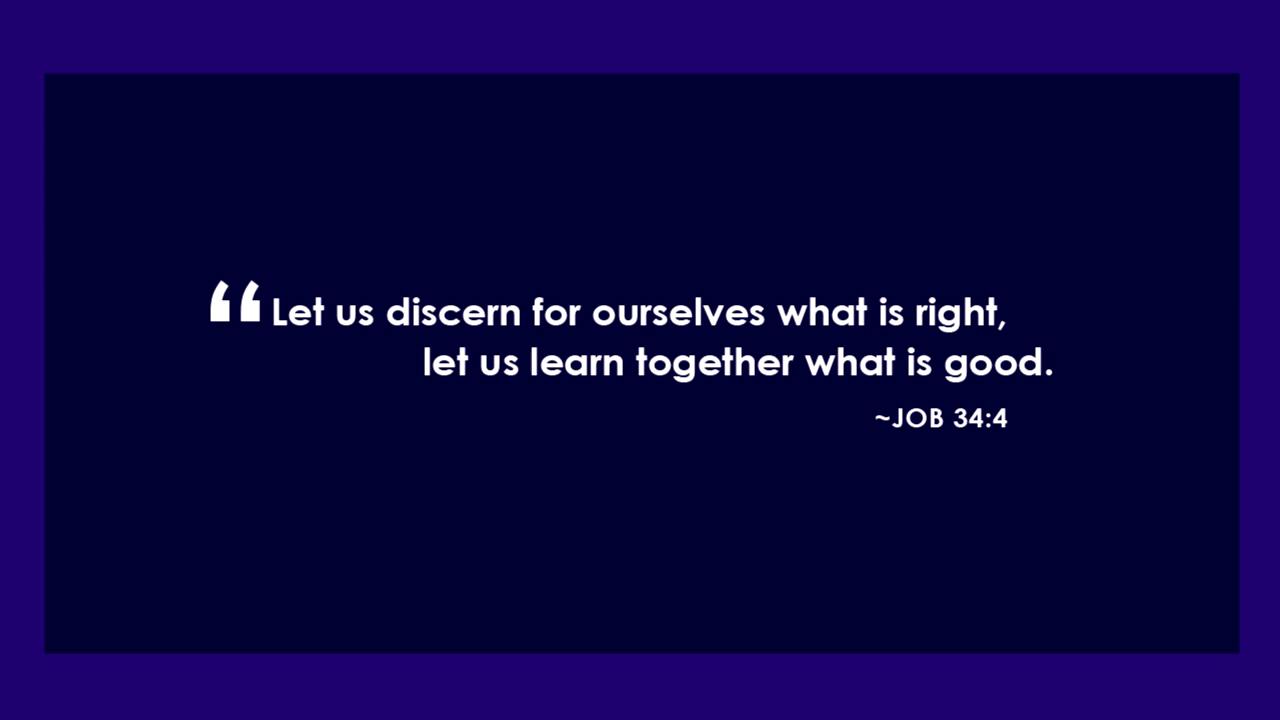 “Let us discern for ourselves what is right,
let us learn together what is good.
~JOB 34:4